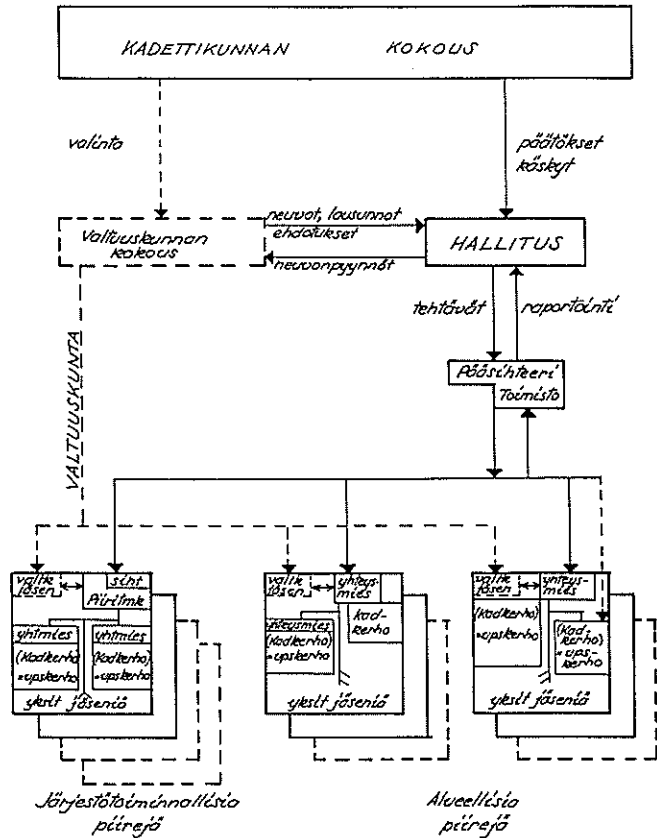 KADETTIKUNNAN KOKOUS
valinta
päätökset
käskyt
Valtuuskunnan
kokous
neuvot, lausunnot
ehdotukset
neuvonpyynnöt
HALLITUS
tehtävät
raportointi
Pääsihteeri
Toimisto
VALTUUSKUNTA
valtk
jäsen
siht
Piiritmk
yhtmies
(Kadkerho)
=upskerho
yhtmies
(Kadkerho)
=upskerho
yksit jäseniä
valtk
jäsen
yhteys-
mies
yhteysmies
(Kadkerho)
=upskerho
kad-
kerho
yksit jäseniä
valtk
jäsen
yhteys-
mies
(Kadkerho)
=upskerho
(Kad-
kerho)
=ups-
kerho
yksit jäseniä
Järjestötoiminnallisia
piirejä
Alueellisia
piirejä